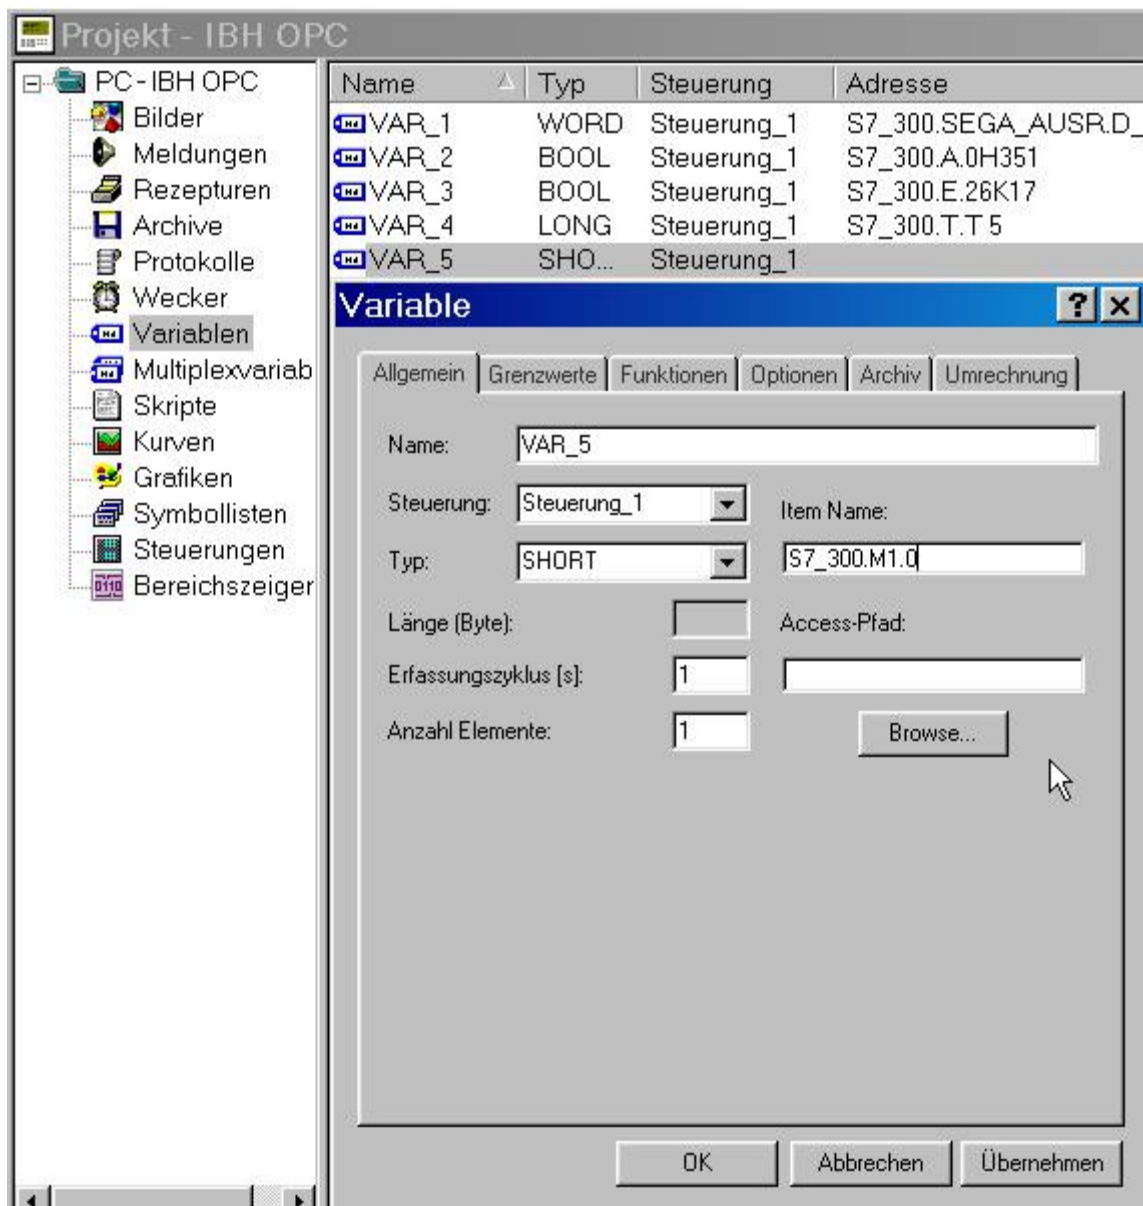 Projekt - IBH OPC
PC - IBH OPC
Bilder
Meldungen
Rezepturen
Archive
Protokolle
Wecker
Variablen
Multiplexvariab
Skripte
Kurven
Grafiken
Symbollisten
Steuerungen
Bereichszeiger
Name Typ Steuerung Adresse
VAR_1 WORD Steuerung_1 S7_300.SEGA_AUSR.D_
VAR_2 BOOL Steuerung_1 S7_300.A.0H351
VAR_3 BOOL Steuerung_1 S7_300.E.26K17
VAR_4 LONG Steuerung_1 S7_300.T.T 5
VAR_5 SHO... Steuerung_1
Variable
Allgemein Grenzwerte Funktionen Optionen Archiv Umrechnung
Name: VAR_5
Steuerung: Steuerung_1 Item Name:
Typ: SHORT S7_300.M1.0
Länge (Byte): Access-Pfad:
Erfassungszyklus [s]: 1
Anzahl Elemente: 1 Browse...
OK Abbrechen Übernehmen